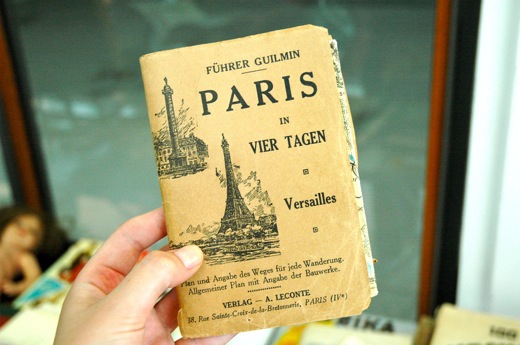 FÜHRER GUILMIN
PARIS
IN
VIER TAGEN
Versailles
Plan und Angabe des Weges für jede Wanderung.
Allgemeiner Plan mit Angabe der Bauwerke.
VERLAG — A. LECONTE
38, Rue Sainte-Croix-de-la-Bretonnerie, PARIS (IVᵉ)